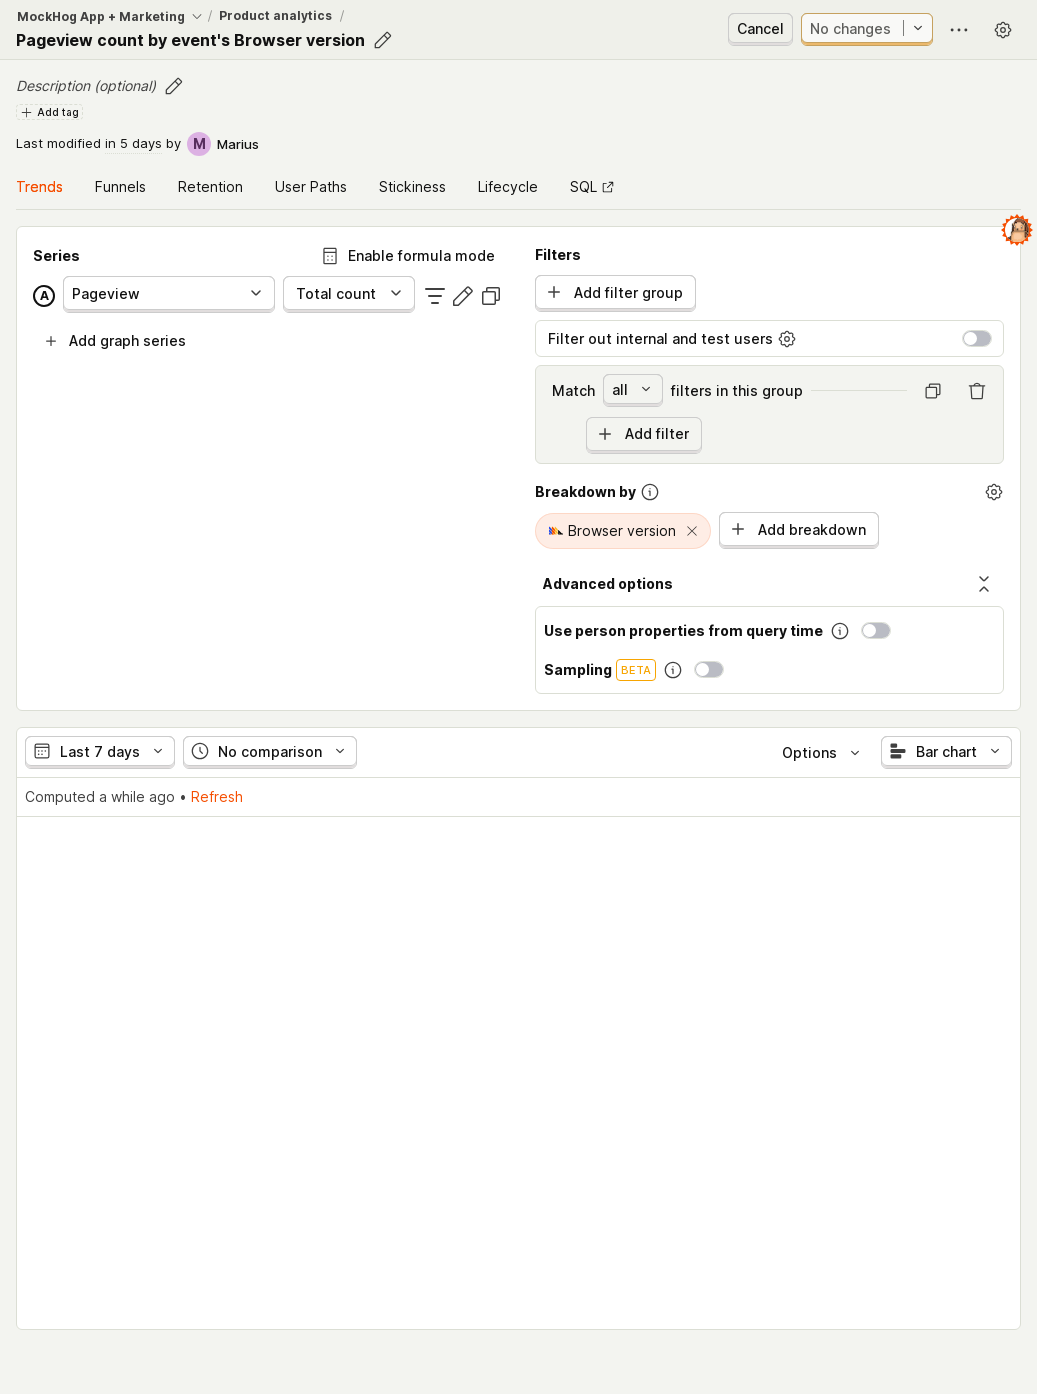 MockHog App + Marketing / Product analytics /
Pageview count by event's Browser version
Cancel
No changes
Description (optional)
Add tag
Last modified in 5 days by M Marius
Trends
Funnels
Retention
User Paths
Stickiness
Lifecycle
SQL
Series
Enable formula mode
A Pageview
Total count
Add graph series
Filters
Add filter group
Filter out internal and test users
Match all filters in this group
Add filter
Breakdown by
Browser version
Add breakdown
Advanced options
Use person properties from query time
Sampling BETA
Last 7 days
No comparison
Options
Bar chart
Computed a while ago • Refresh